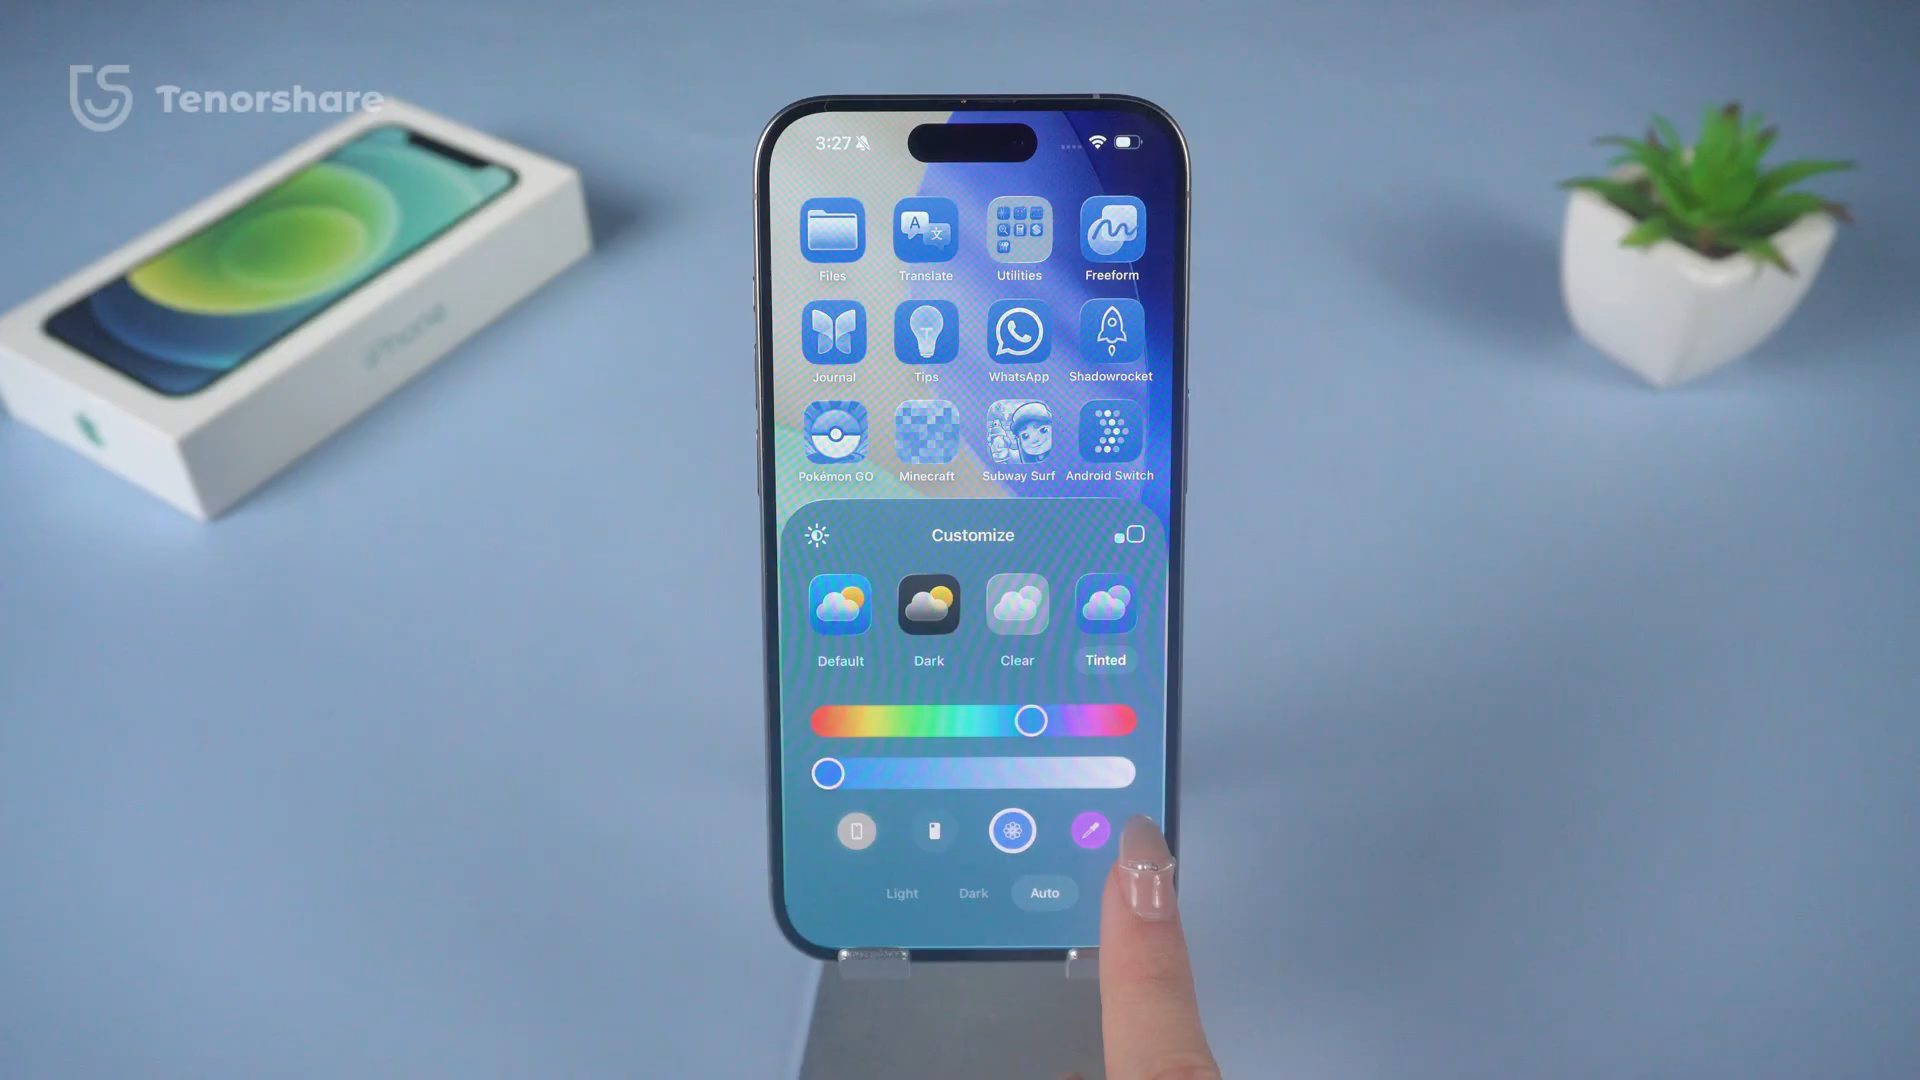 Tenorshare
iPhone
3:27
Files
Translate
Utilities
Freeform
Journal
Tips
WhatsApp
Shadowrocket
Pokémon GO
Minecraft
Subway Surf
Android Switch
Customize
Default
Dark
Clear
Tinted
Light
Dark
Auto